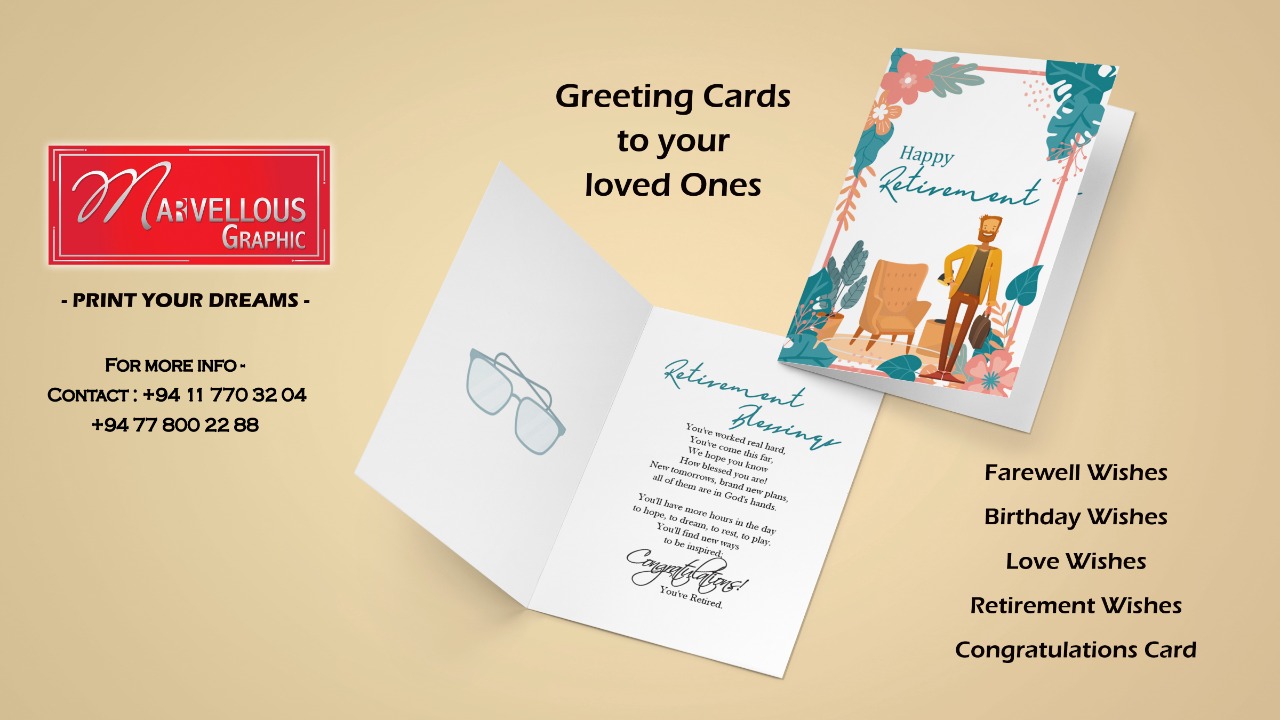 Greeting Cards
to your
loved Ones
MARVELLOUS
GRAPHIC
- PRINT YOUR DREAMS -
FOR MORE INFO -
CONTACT : +94 11 770 32 04
+94 77 800 22 88
Happy
Retirement
Retirement
Blessings
You've worked real hard,
You've come this far,
We hope you know
How blessed you are!
New tomorrows, brand new plans,
all of them are in God's hands.
You'll have more hours in the day
to hope, to dream, to rest, to play.
You'll find new ways
to be inspired;
Congratulations!
You've Retired.
Farewell Wishes
Birthday Wishes
Love Wishes
Retirement Wishes
Congratulations Card